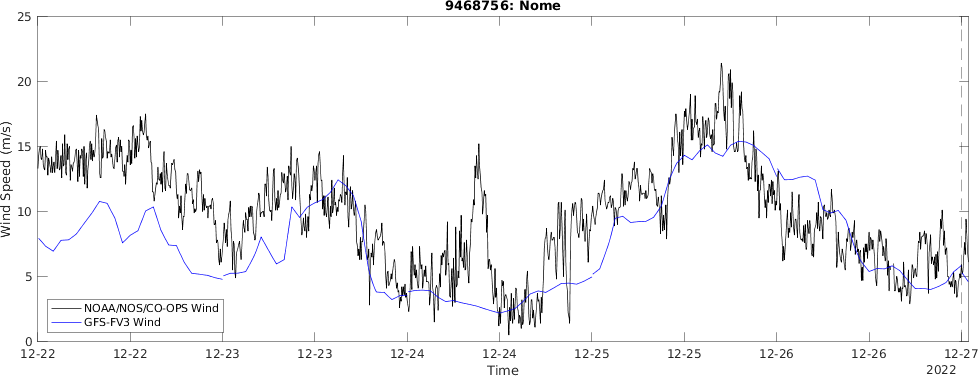 9468756: Nome
25
20
15
10
5
0
Wind Speed (m/s)
NOAA/NOS/CO-OPS Wind
GFS-FV3 Wind
12-22 12-22 12-23 12-23 12-24 12-24 12-25 12-25 12-26 12-26 12-27
Time
2022